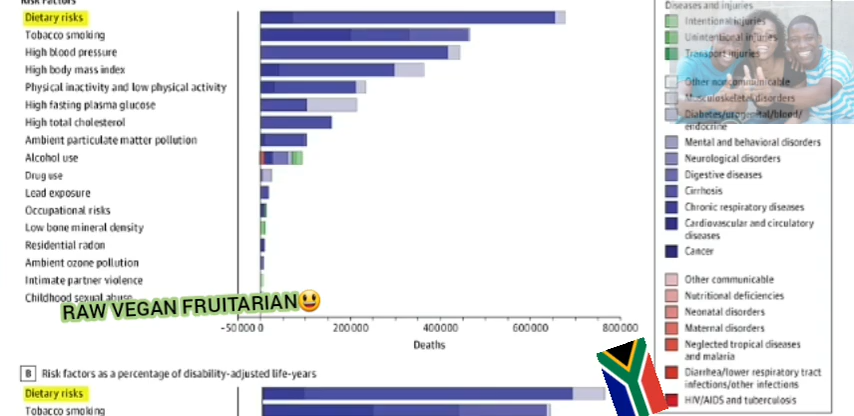 Risk Factors
Dietary risks
Tobacco smoking
High blood pressure
High body mass index
Physical inactivity and low physical activity
High fasting plasma glucose
High total cholesterol
Ambient particulate matter pollution
Alcohol use
Drug use
Lead exposure
Occupational risks
Low bone mineral density
Residential radon
Ambient ozone pollution
Intimate partner violence
Childhood sexual abuse
RAW VEGAN FRUITARIAN😃
-50000 0 200000 400000 600000 800000
Deaths
Diseases and injuries
Intentional injuries
Unintentional injuries
Transport injuries
Other noncommunicable
Musculoskeletal disorders
Diabetes/urogenital/blood/
endocrine
Mental and behavioral disorders
Neurological disorders
Digestive diseases
Cirrhosis
Chronic respiratory diseases
Cardiovascular and circulatory
diseases
Cancer
Other communicable
Nutritional deficiencies
Neonatal disorders
Maternal disorders
Neglected tropical diseases
and malaria
Diarrhea/lower respiratory tract
infections/other infections
HIV/AIDS and tuberculosis
B Risk factors as a percentage of disability-adjusted life-years
Dietary risks
Tobacco smoking